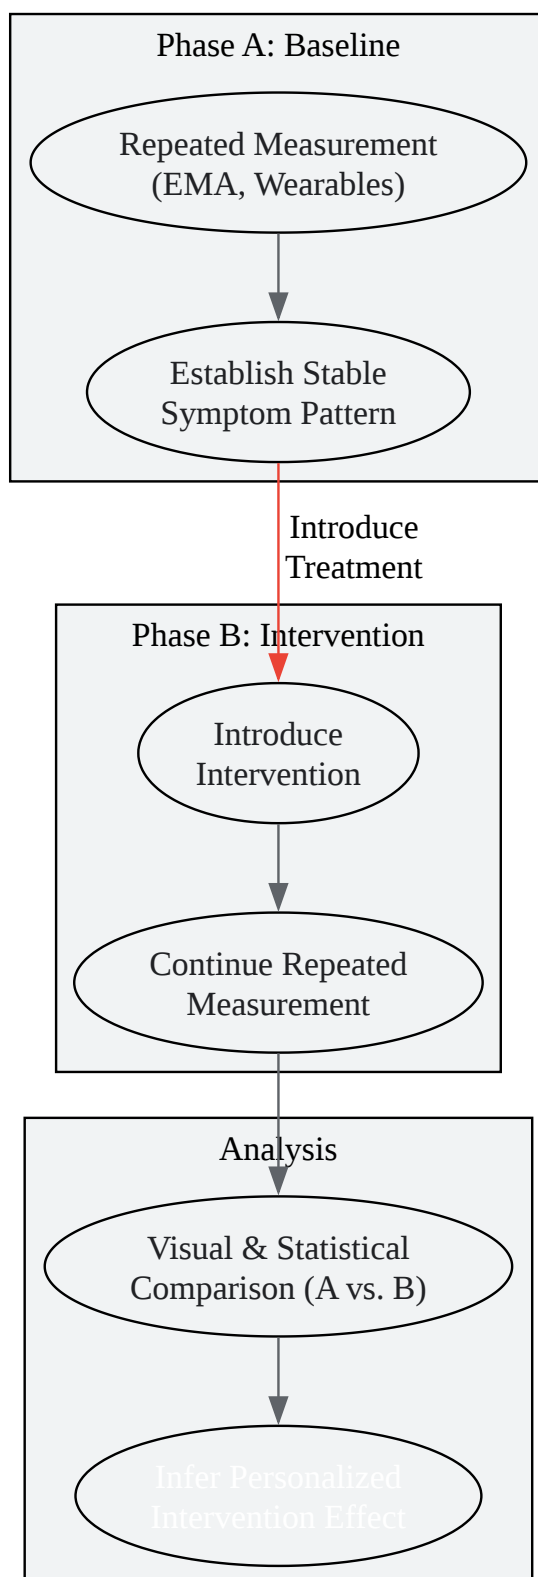 Phase A: Baseline
Repeated Measurement
(EMA, Wearables)
Establish Stable
Symptom Pattern
Introduce
Treatment
Phase B: Intervention
Introduce
Intervention
Continue Repeated
Measurement
Analysis
Visual & Statistical
Comparison (A vs. B)
Infer Personalized
Intervention Effect